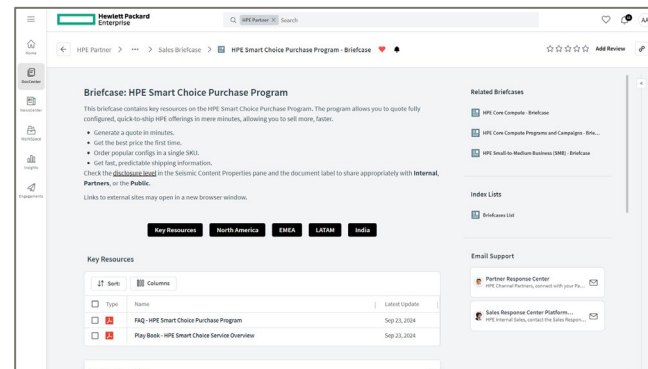 Hewlett Packard
Enterprise
HPE Partner × Search
AA
Home
DocCenter
NewsCenter
WorkSpace
Insights
Engagements
HPE Partner > ... > Sales Briefcase > HPE Smart Choice Purchase Program - Briefcase
Add Review
Briefcase: HPE Smart Choice Purchase Program
This briefcase contains key resources on the HPE Smart Choice Purchase Program. The program allows you to quote fully
configured, quick-to-ship HPE offerings in mere minutes, allowing you to sell more, faster.
• Generate a quote in minutes.
• Get the best price the first time.
• Order popular configs in a single SKU.
• Get fast, predictable shipping information.
Check the disclosure level in the Seismic Content Properties pane and the document label to share appropriately with Internal,
Partners, or the Public.
Links to external sites may open in a new browser window.
Key Resources
North America
EMEA
LATAM
India
Key Resources
Sort:
Columns
Type
Name
Latest Update
FAQ - HPE Smart Choice Purchase Program
Sep 23, 2024
Play Book - HPE Smart Choice Service Overview
Sep 23, 2024
Related Briefcases
HPE Core Compute - Briefcase
HPE Core Compute Programs and Campaigns - Brie...
HPE Small-to-Medium Business (SMB) - Briefcase
Index Lists
Briefcases List
Email Support
Partner Response Center
HPE Channel Partners, connect with your Pa...
Sales Response Center Platform...
HPE Internal Sales, contact the Sales Respon...